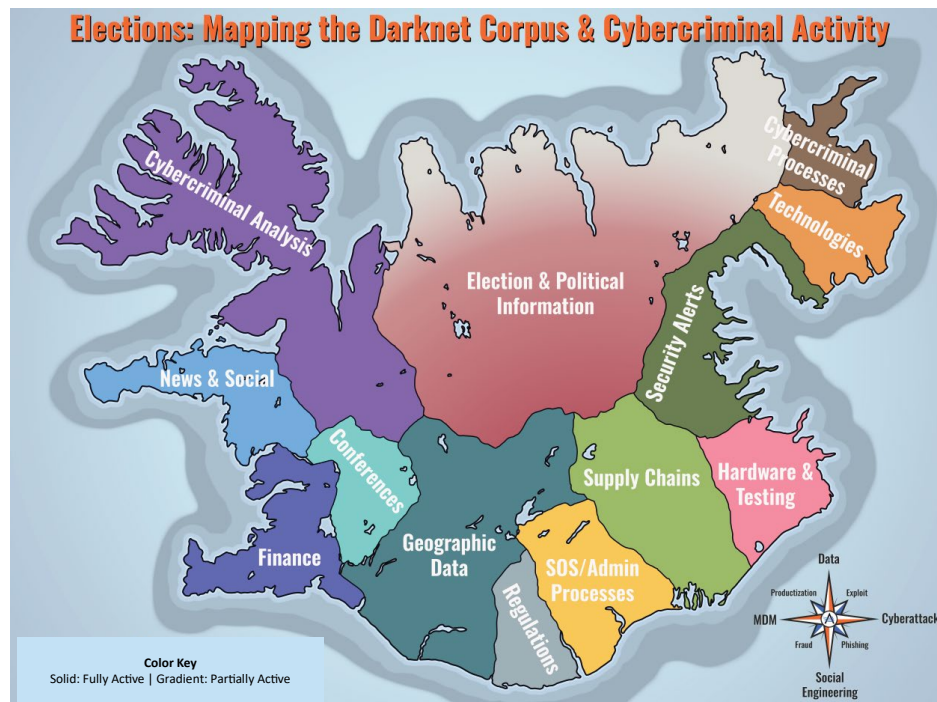 Elections: Mapping the Darknet Corpus & Cybercriminal Activity
Cybercriminal
Processes
Cybercriminal Analysis
Technologies
Election & Political
Information
Security Alerts
News & Social
Conferences
Supply Chains
Hardware &
Testing
Geographic
Data
Finance
SOS/Admin
Processes
Regulations
Data
Productization
Exploit
MDM
A
Cyberattack
Fraud
Phishing
Social
Engineering
Color Key
Solid: Fully Active | Gradient: Partially Active